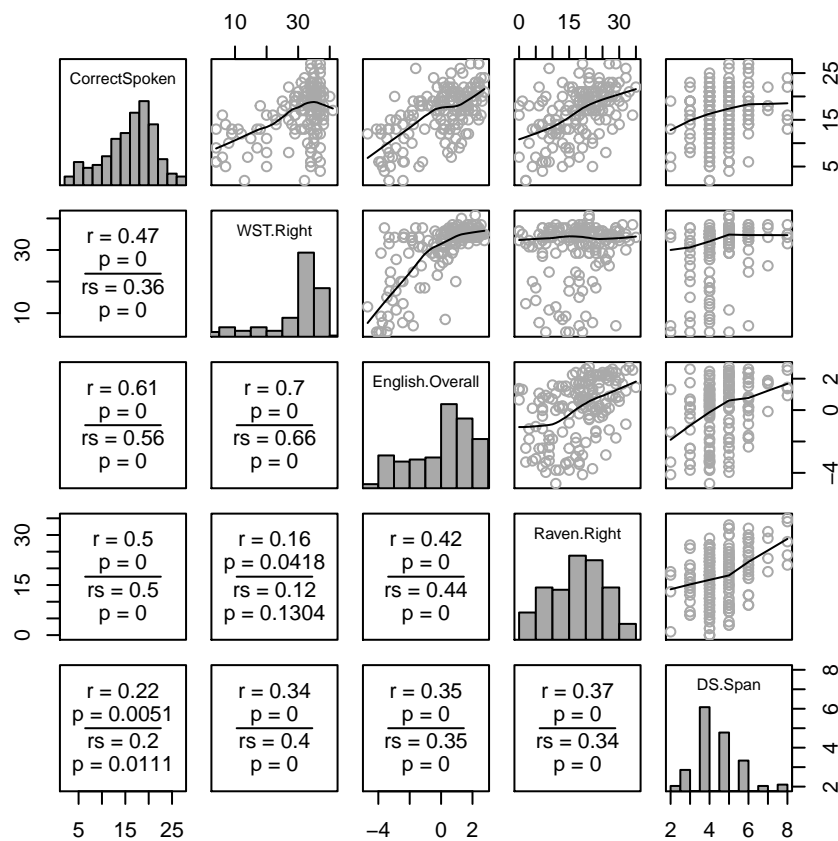 10 30
0 15 30
CorrectSpoken
5 15 25
r = 0.47
p = 0
rs = 0.36
p = 0
WST.Right
10 30
r = 0.61
p = 0
rs = 0.56
p = 0
r = 0.7
p = 0
rs = 0.66
p = 0
English.Overall
−4 0 2
r = 0.5
p = 0
rs = 0.5
p = 0
r = 0.16
p = 0.0418
rs = 0.12
p = 0.1304
r = 0.42
p = 0
rs = 0.44
p = 0
Raven.Right
0 15 30
r = 0.22
p = 0.0051
rs = 0.2
p = 0.0111
r = 0.34
p = 0
rs = 0.4
p = 0
r = 0.35
p = 0
rs = 0.35
p = 0
r = 0.37
p = 0
rs = 0.34
p = 0
DS.Span
2 4 6 8
5 15 25
−4 0 2
2 4 6 8